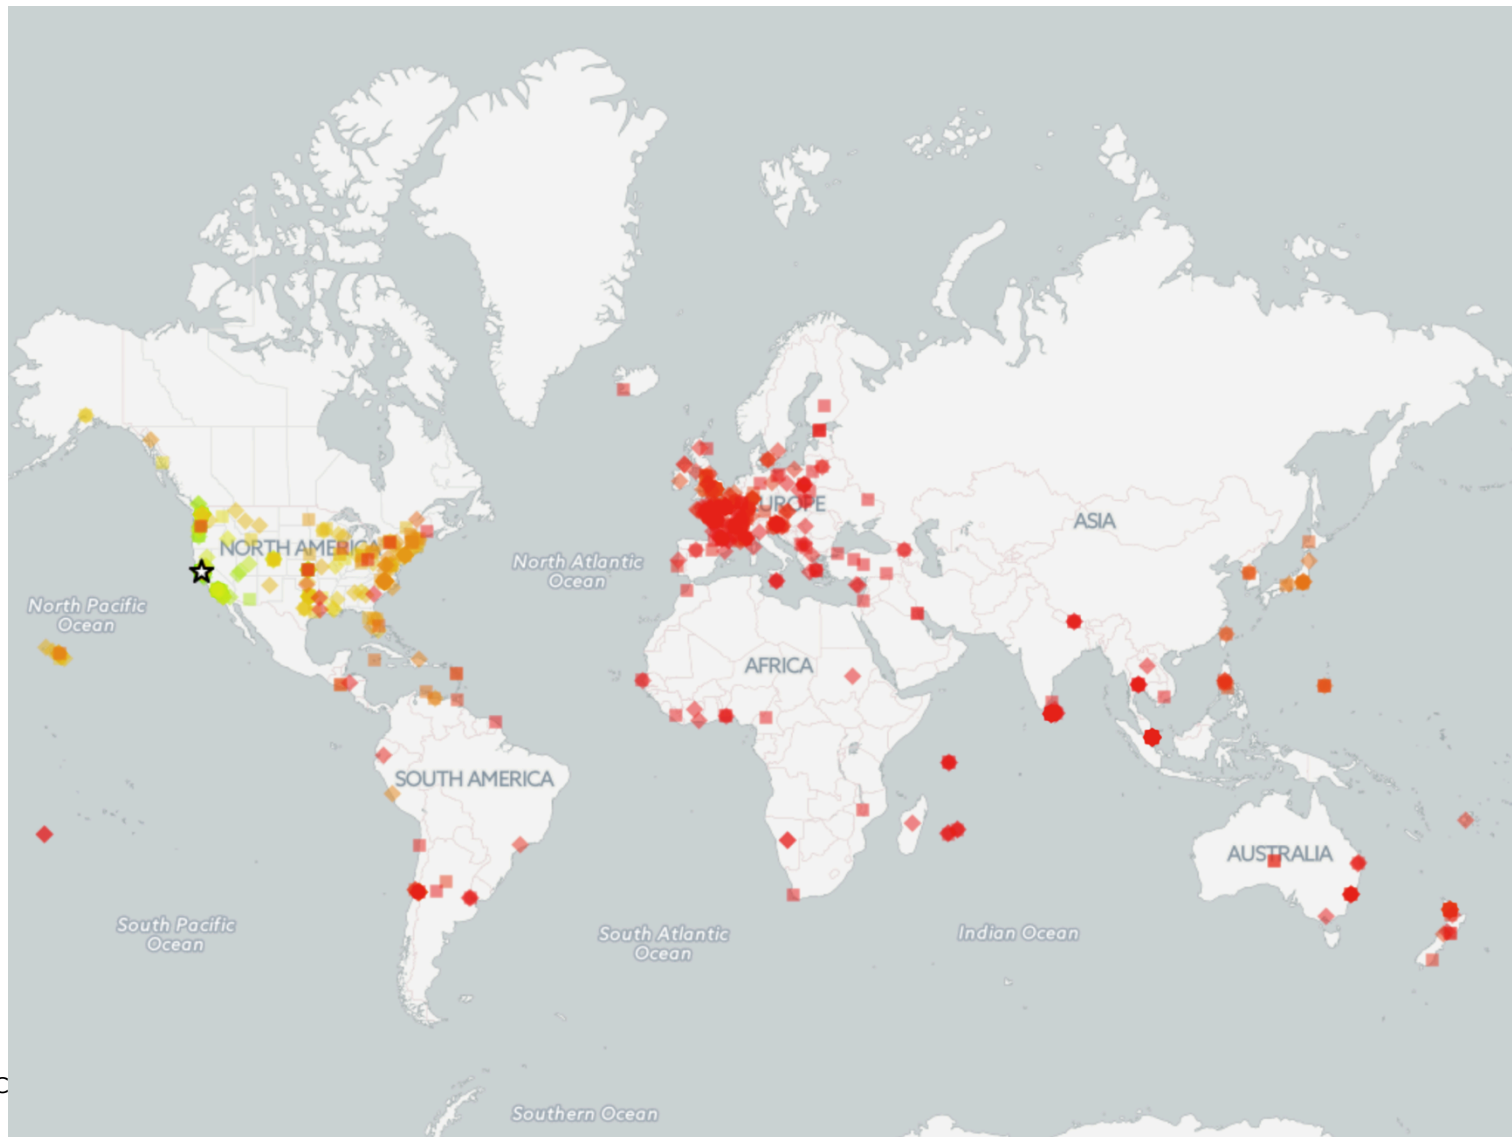 EUROPE
ASIA
NORTH AMERICA
North Atlantic
Ocean
North Pacific
Ocean
AFRICA
SOUTH AMERICA
AUSTRALIA
South Pacific
Ocean
South Atlantic
Ocean
Indian Ocean
C
Southern Ocean